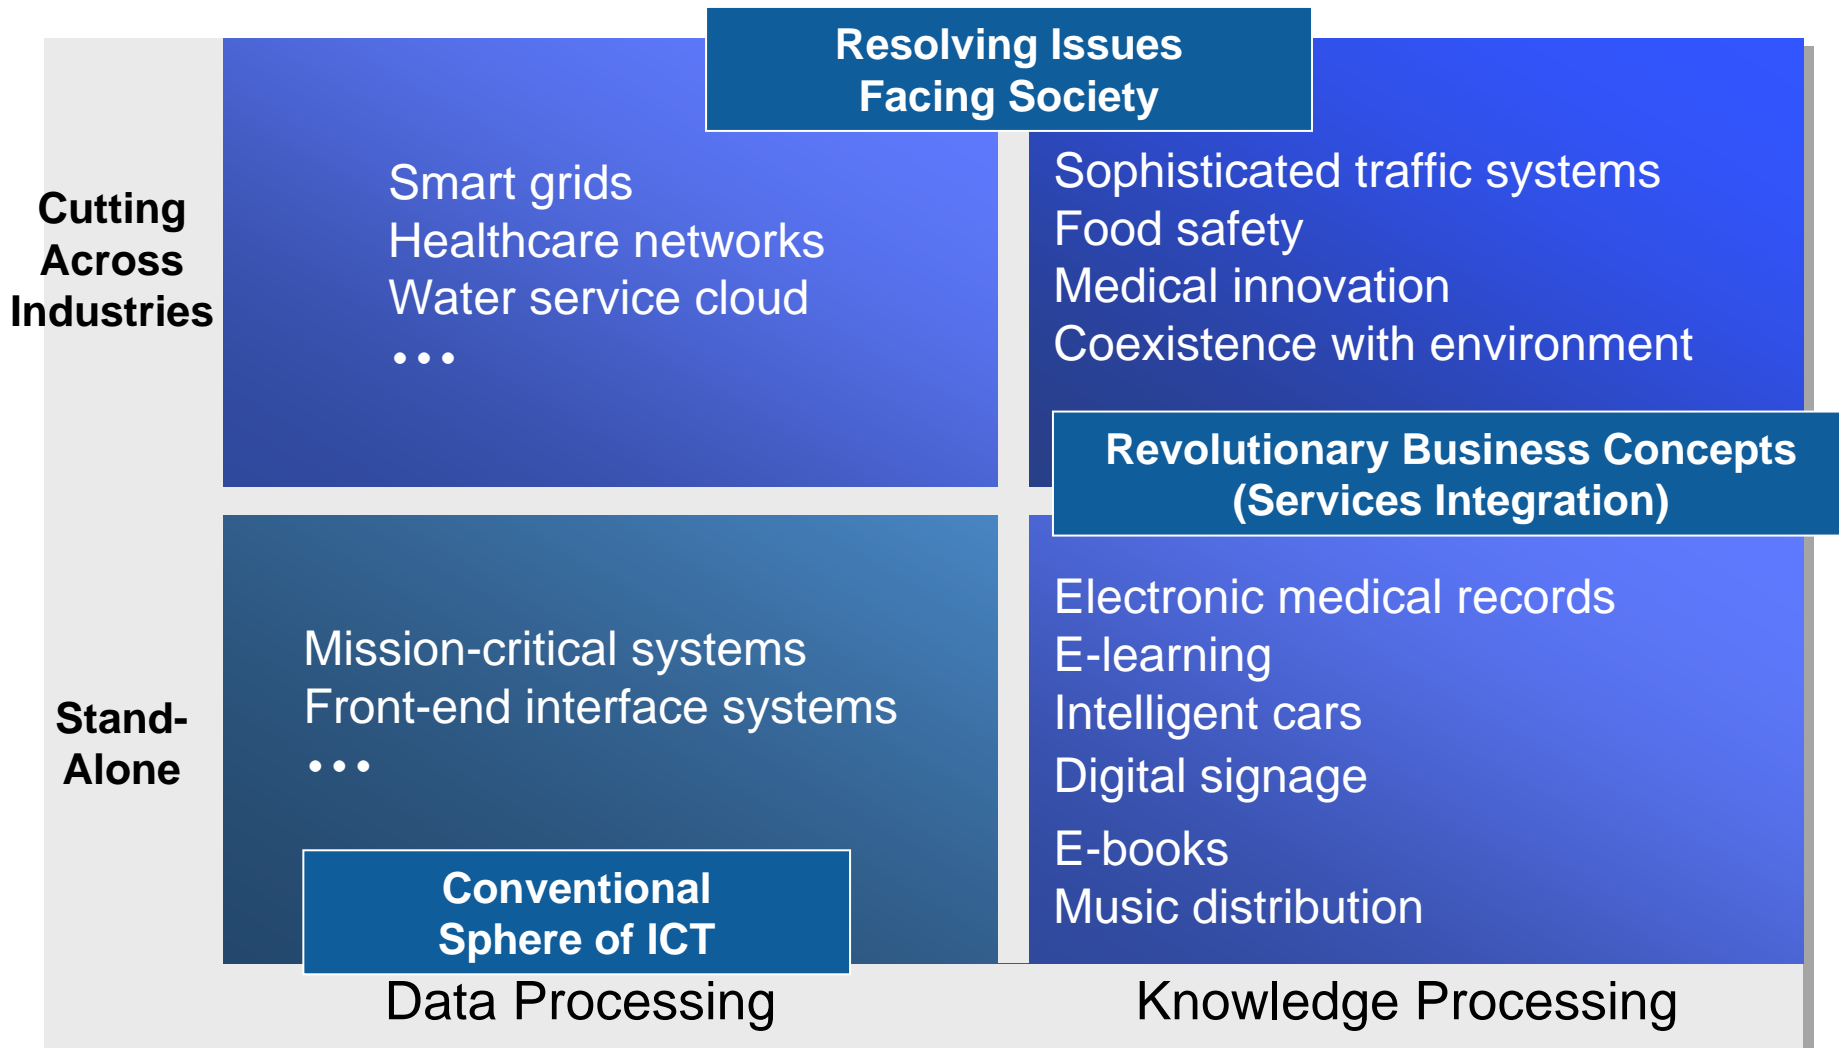 Resolving Issues
Facing Society
Cutting
Across
Industries
Smart grids
Healthcare networks
Water service cloud
•••
Sophisticated traffic systems
Food safety
Medical innovation
Coexistence with environment
Revolutionary Business Concepts
(Services Integration)
Stand-
Alone
Mission-critical systems
Front-end interface systems
•••
Conventional
Sphere of ICT
Electronic medical records
E-learning
Intelligent cars
Digital signage
E-books
Music distribution
Data Processing
Knowledge Processing